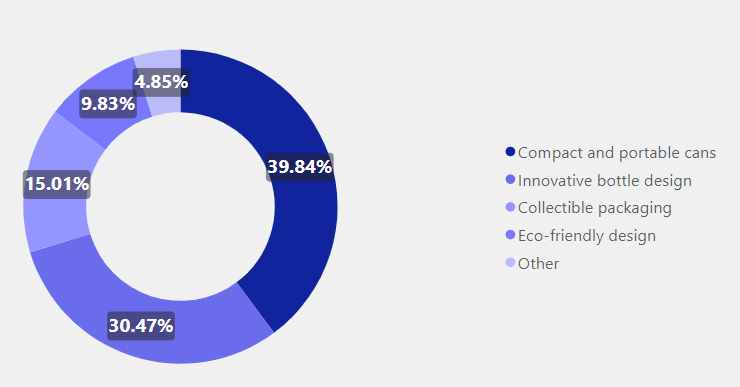 4.85%
9.83%
39.84%
15.01%
30.47%
Compact and portable cans
Innovative bottle design
Collectible packaging
Eco-friendly design
Other